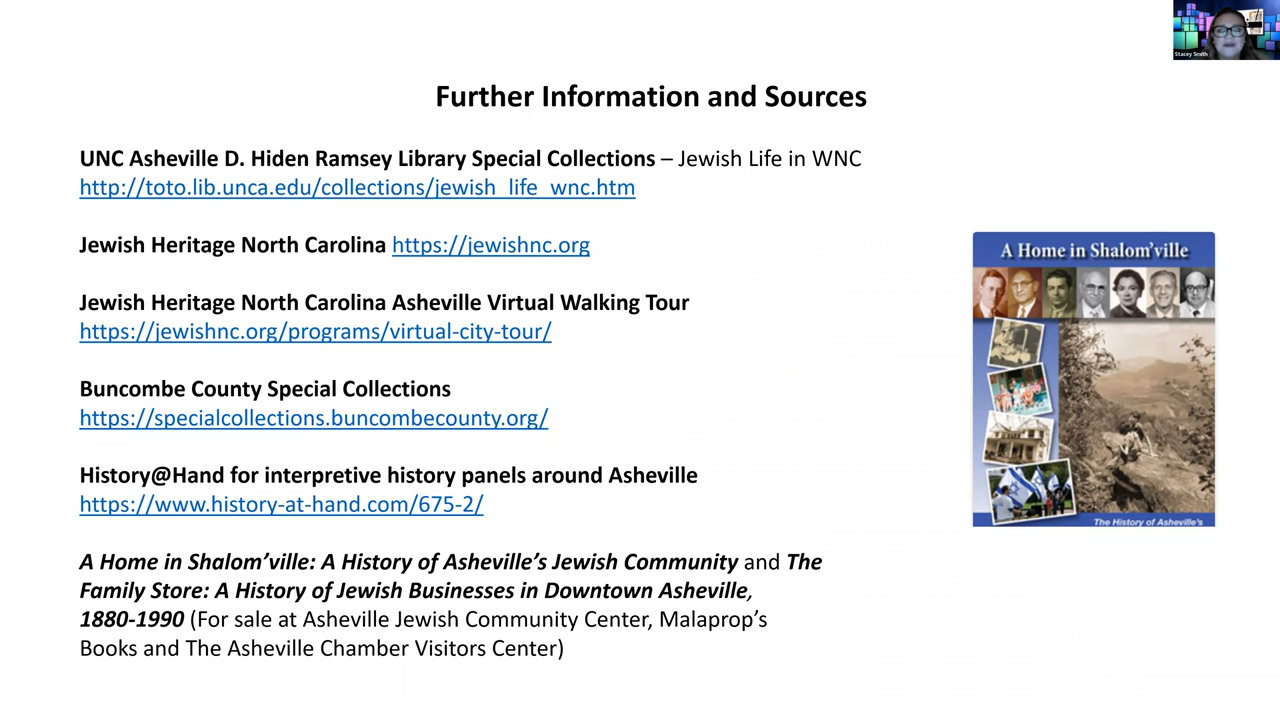 Stacey Smith
Further Information and Sources
UNC Asheville D. Hiden Ramsey Library Special Collections – Jewish Life in WNC
http://toto.lib.unca.edu/collections/jewish_life_wnc.htm
Jewish Heritage North Carolina https://jewishnc.org
Jewish Heritage North Carolina Asheville Virtual Walking Tour
https://jewishnc.org/programs/virtual-city-tour/
Buncombe County Special Collections
https://specialcollections.buncombecounty.org/
History@Hand for interpretive history panels around Asheville
https://www.history-at-hand.com/675-2/
A Home in Shalom’ville: A History of Asheville’s Jewish Community and The
Family Store: A History of Jewish Businesses in Downtown Asheville,
1880-1990 (For sale at Asheville Jewish Community Center, Malaprop’s
Books and The Asheville Chamber Visitors Center)
A Home in Shalom’ville
The History of Asheville’s